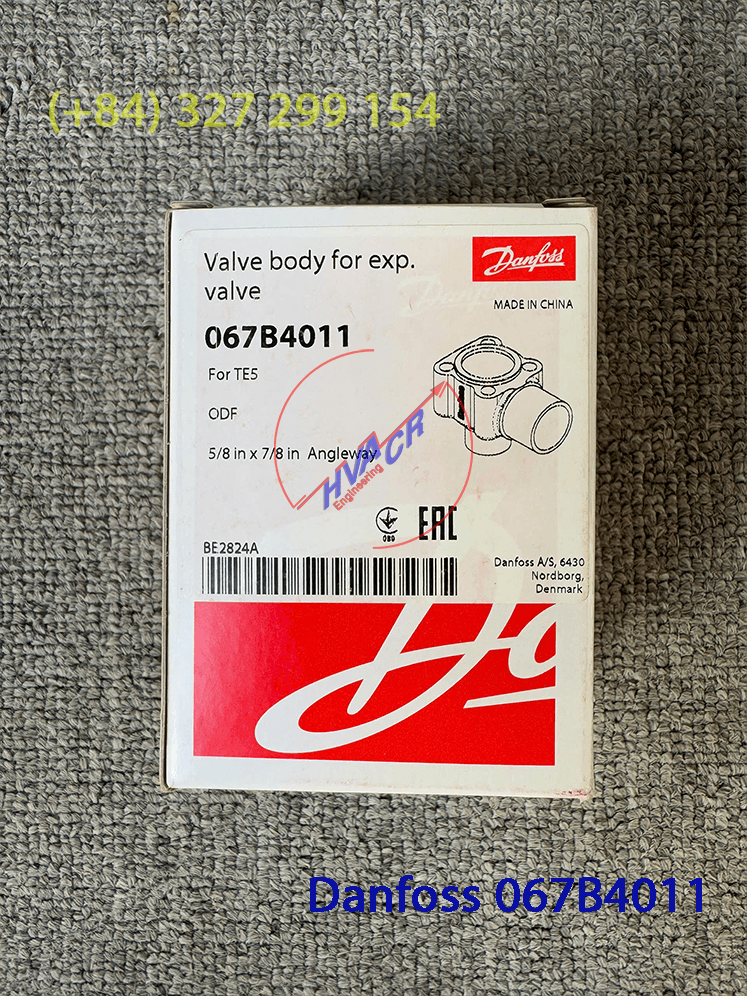 (+84) 327 299 154
Valve body for exp.
valve
Danfoss
MADE IN CHINA
067B4011
For TE5
ODF
5/8 in x 7/8 in Angleway
HVACR
Engineering
OBG
EAC
BE2824A
Danfoss A/S, 6430
Nordborg,
Denmark
Danfoss 067B4011